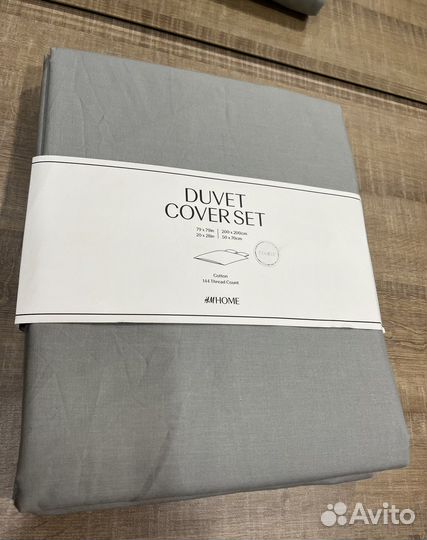 DUVET
COVER SET
79 x 79in | 200 x 200cm
20 x 28in | 50 x 70cm
Cotton
144 Thread Count
H&M HOME
Avito